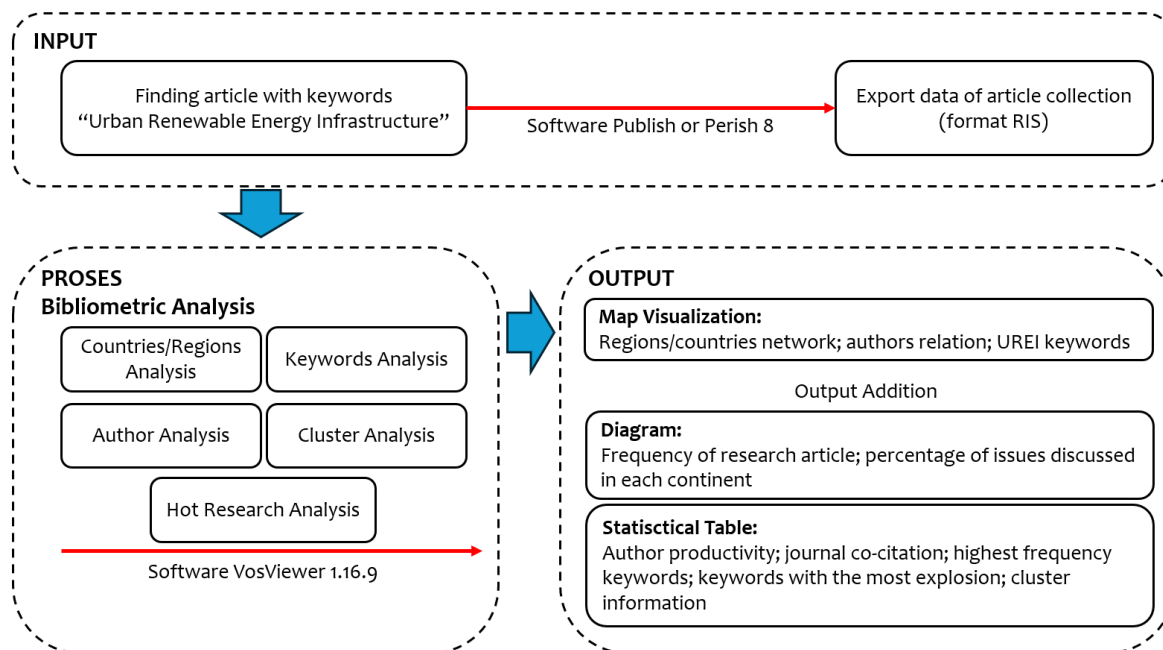 INPUT
Finding article with keywords
“Urban Renewable Energy Infrastructure”
Software Publish or Perish 8
Export data of article collection
(format RIS)
PROSES
Bibliometric Analysis
Countries/Regions
Analysis
Keywords Analysis
Author Analysis
Cluster Analysis
Hot Research Analysis
Software VosViewer 1.16.9
OUTPUT
Map Visualization:
Regions/countries network; authors relation; UREI keywords
Output Addition
Diagram:
Frequency of research article; percentage of issues discussed
in each continent
Statisctical Table:
Author productivity; journal co-citation; highest frequency
keywords; keywords with the most explosion; cluster
information